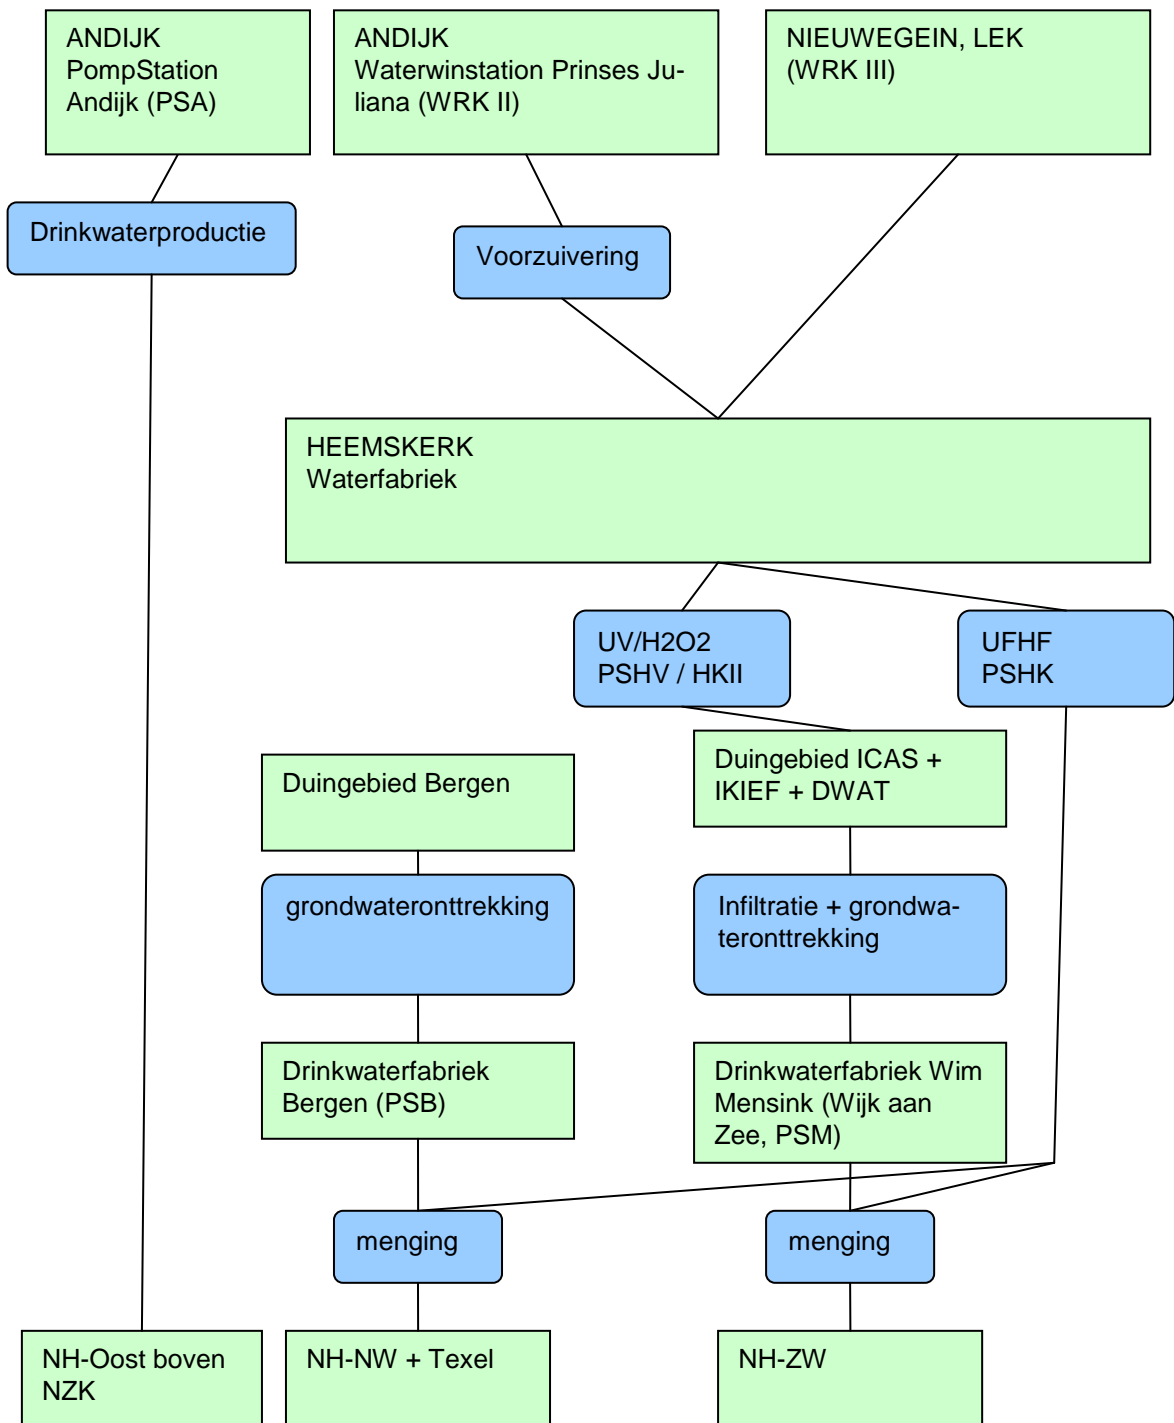 ANDIJK
PompStation
Andijk (PSA)
ANDIJK
Waterwinstation Prinses Ju-
liana (WRK II)
NIEUWEGEIN, LEK
(WRK III)
Drinkwaterproductie
Voorzuivering
HEEMSKERK
Waterfabriek
UV/H2O2
PSHV / HKII
UFHF
PSHK
Duingebied Bergen
Duingebied ICAS +
IKIEF + DWAT
grondwateronttrekking
Infiltratie + grondwa-
teronttrekking
Drinkwaterfabriek
Bergen (PSB)
Drinkwaterfabriek Wim
Mensink (Wijk aan
Zee, PSM)
menging
menging
NH-Oost boven
NZK
NH-NW + Texel
NH-ZW